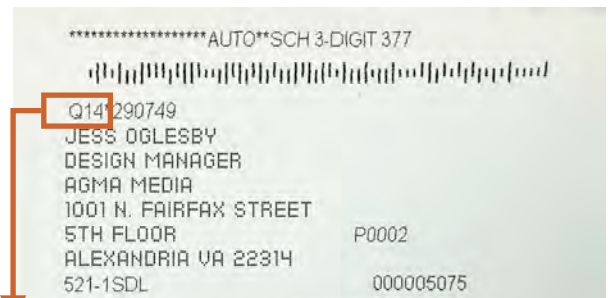 *******************AUTO**SCH 3-DIGIT 377
Q14*290749
JESS OGLESBY
DESIGN MANAGER
AGMA MEDIA
1001 N. FAIRFAX STREET
5TH FLOOR P0002
ALEXANDRIA VA 22314
521-1SDL 000005075